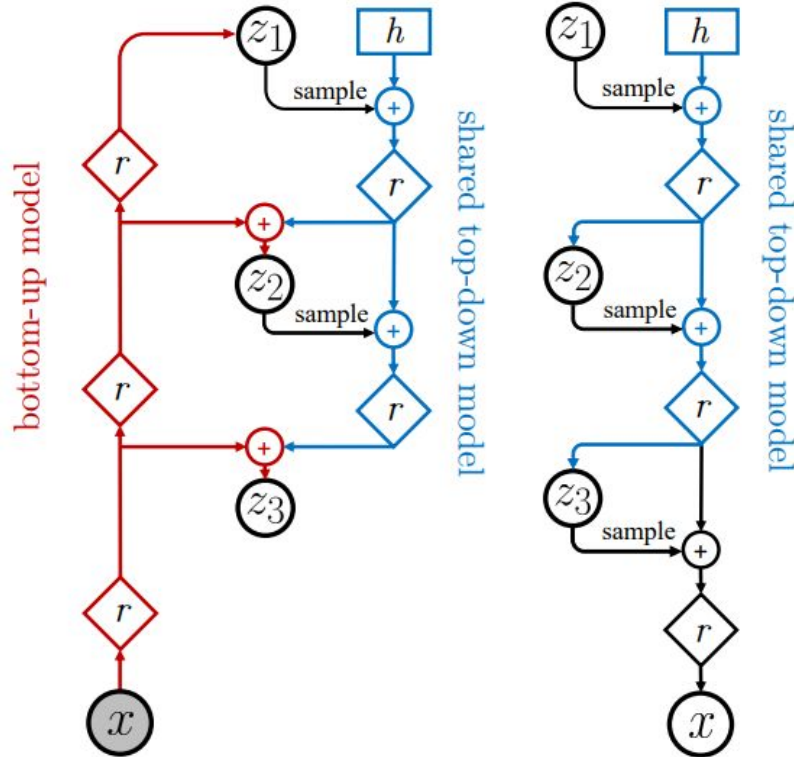 z₁
h
sample
+
r
r
+
z₂
sample
+
r
r
+
z₃
r
x
bottom-up model
shared top-down model
z₁
h
sample
+
r
z₂
sample
+
r
z₃
sample
+
r
x
shared top-down model